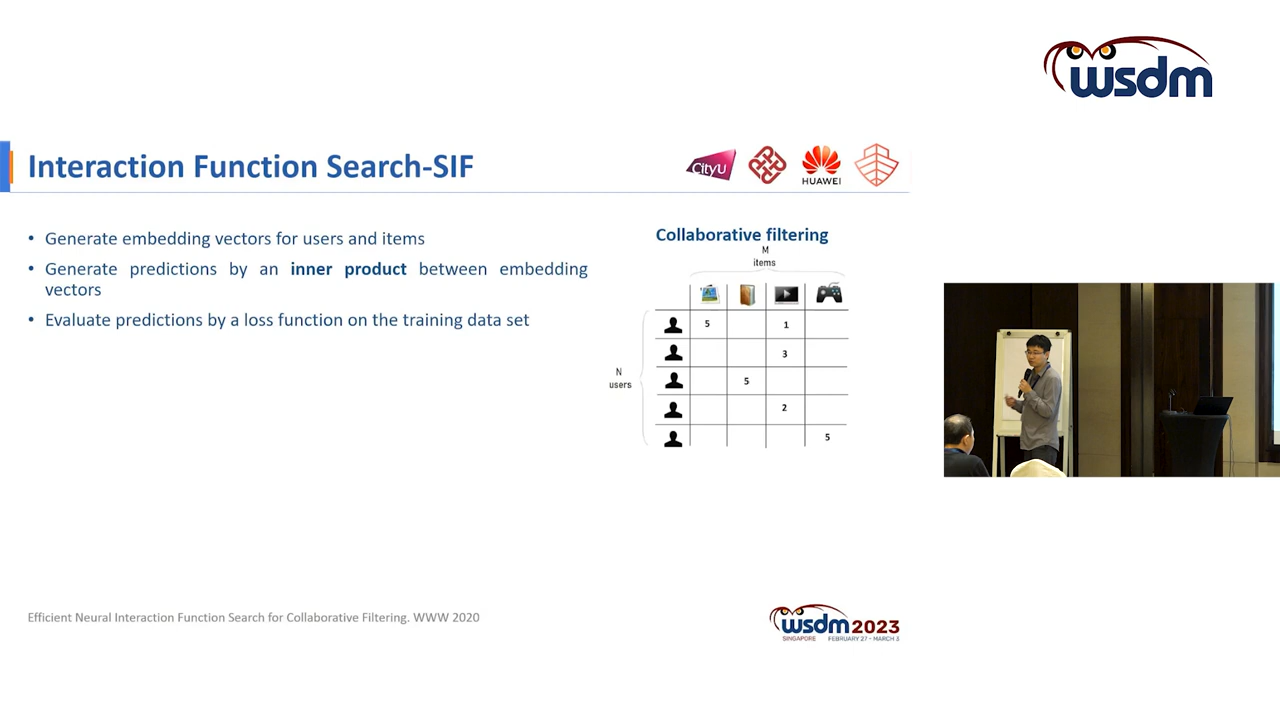 wsdm
Interaction Function Search-SIF
CityU
HUAWEI
• Generate embedding vectors for users and items
• Generate predictions by an inner product between embedding
vectors
• Evaluate predictions by a loss function on the training data set
Collaborative filtering
M
items
N
users
5 1
3
5
2
5
Efficient Neural Interaction Function Search for Collaborative Filtering. WWW 2020
wsdm2023
SINGAPORE FEBRUARY 27 - MARCH 3